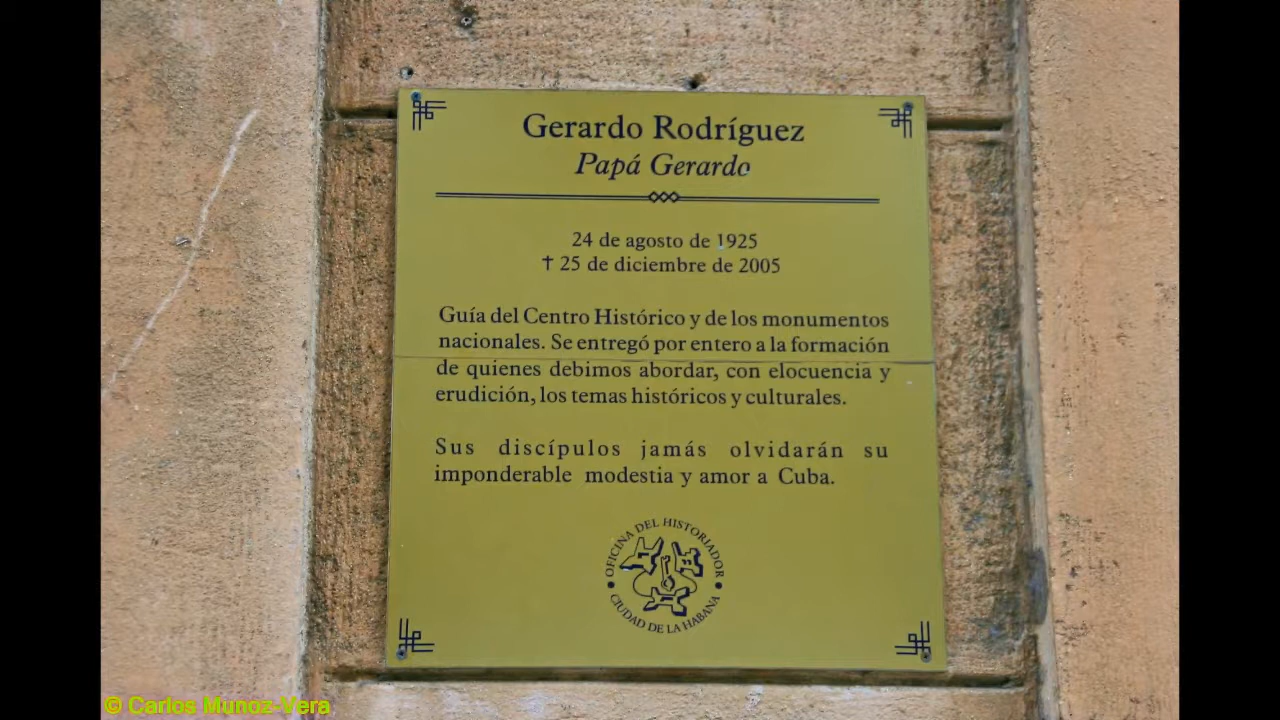 Gerardo Rodríguez
Papá Gerardo
24 de agosto de 1925
† 25 de diciembre de 2005
Guía del Centro Histórico y de los monumentos
nacionales. Se entregó por entero a la formación
de quienes debimos abordar, con elocuencia y
erudición, los temas históricos y culturales.
Sus discípulos jamás olvidarán su
imponderable modestia y amor a Cuba.
OFICINA DEL HISTORIADOR
CIUDAD DE LA HABANA
© Carlos Munoz-Vera